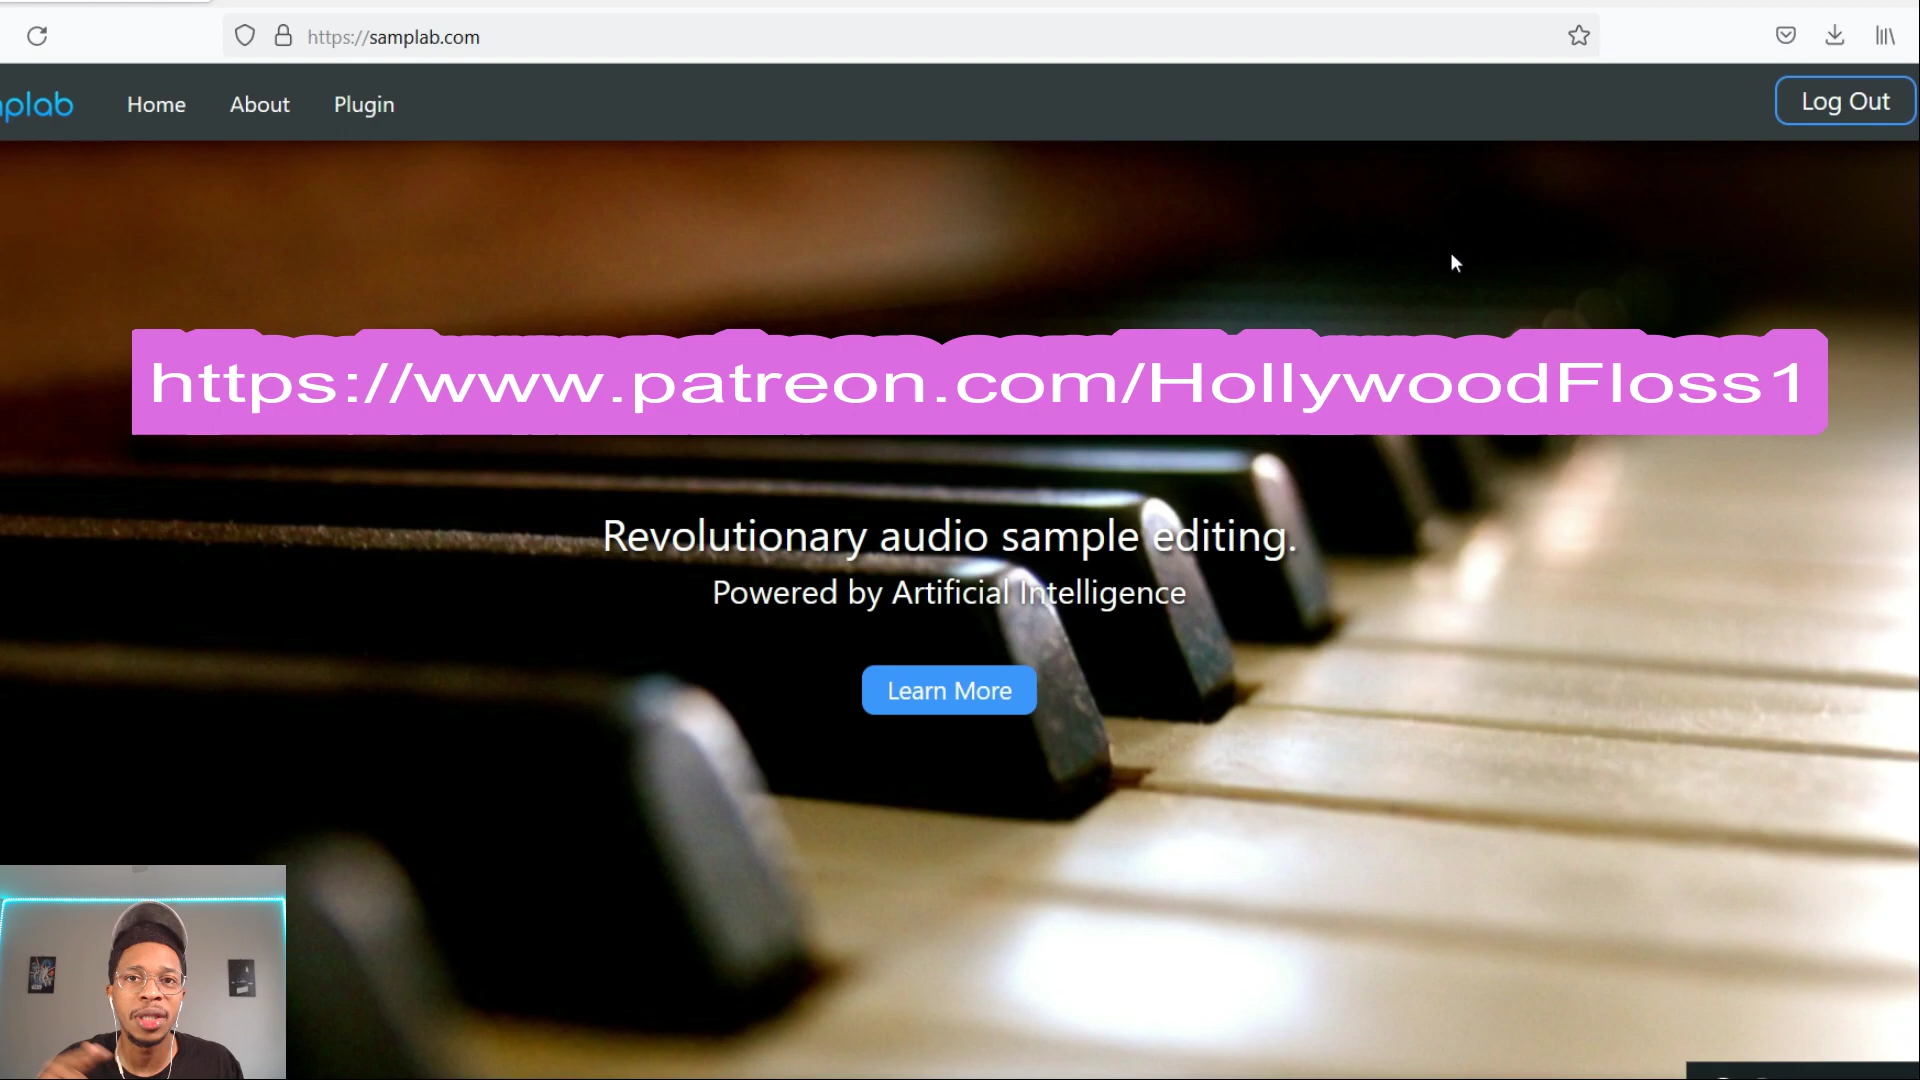 https://samplab.com
plab
Home
About
Plugin
Log Out
https://www.patreon.com/HollywoodFloss1
Revolutionary audio sample editing.
Powered by Artificial Intelligence
Learn More